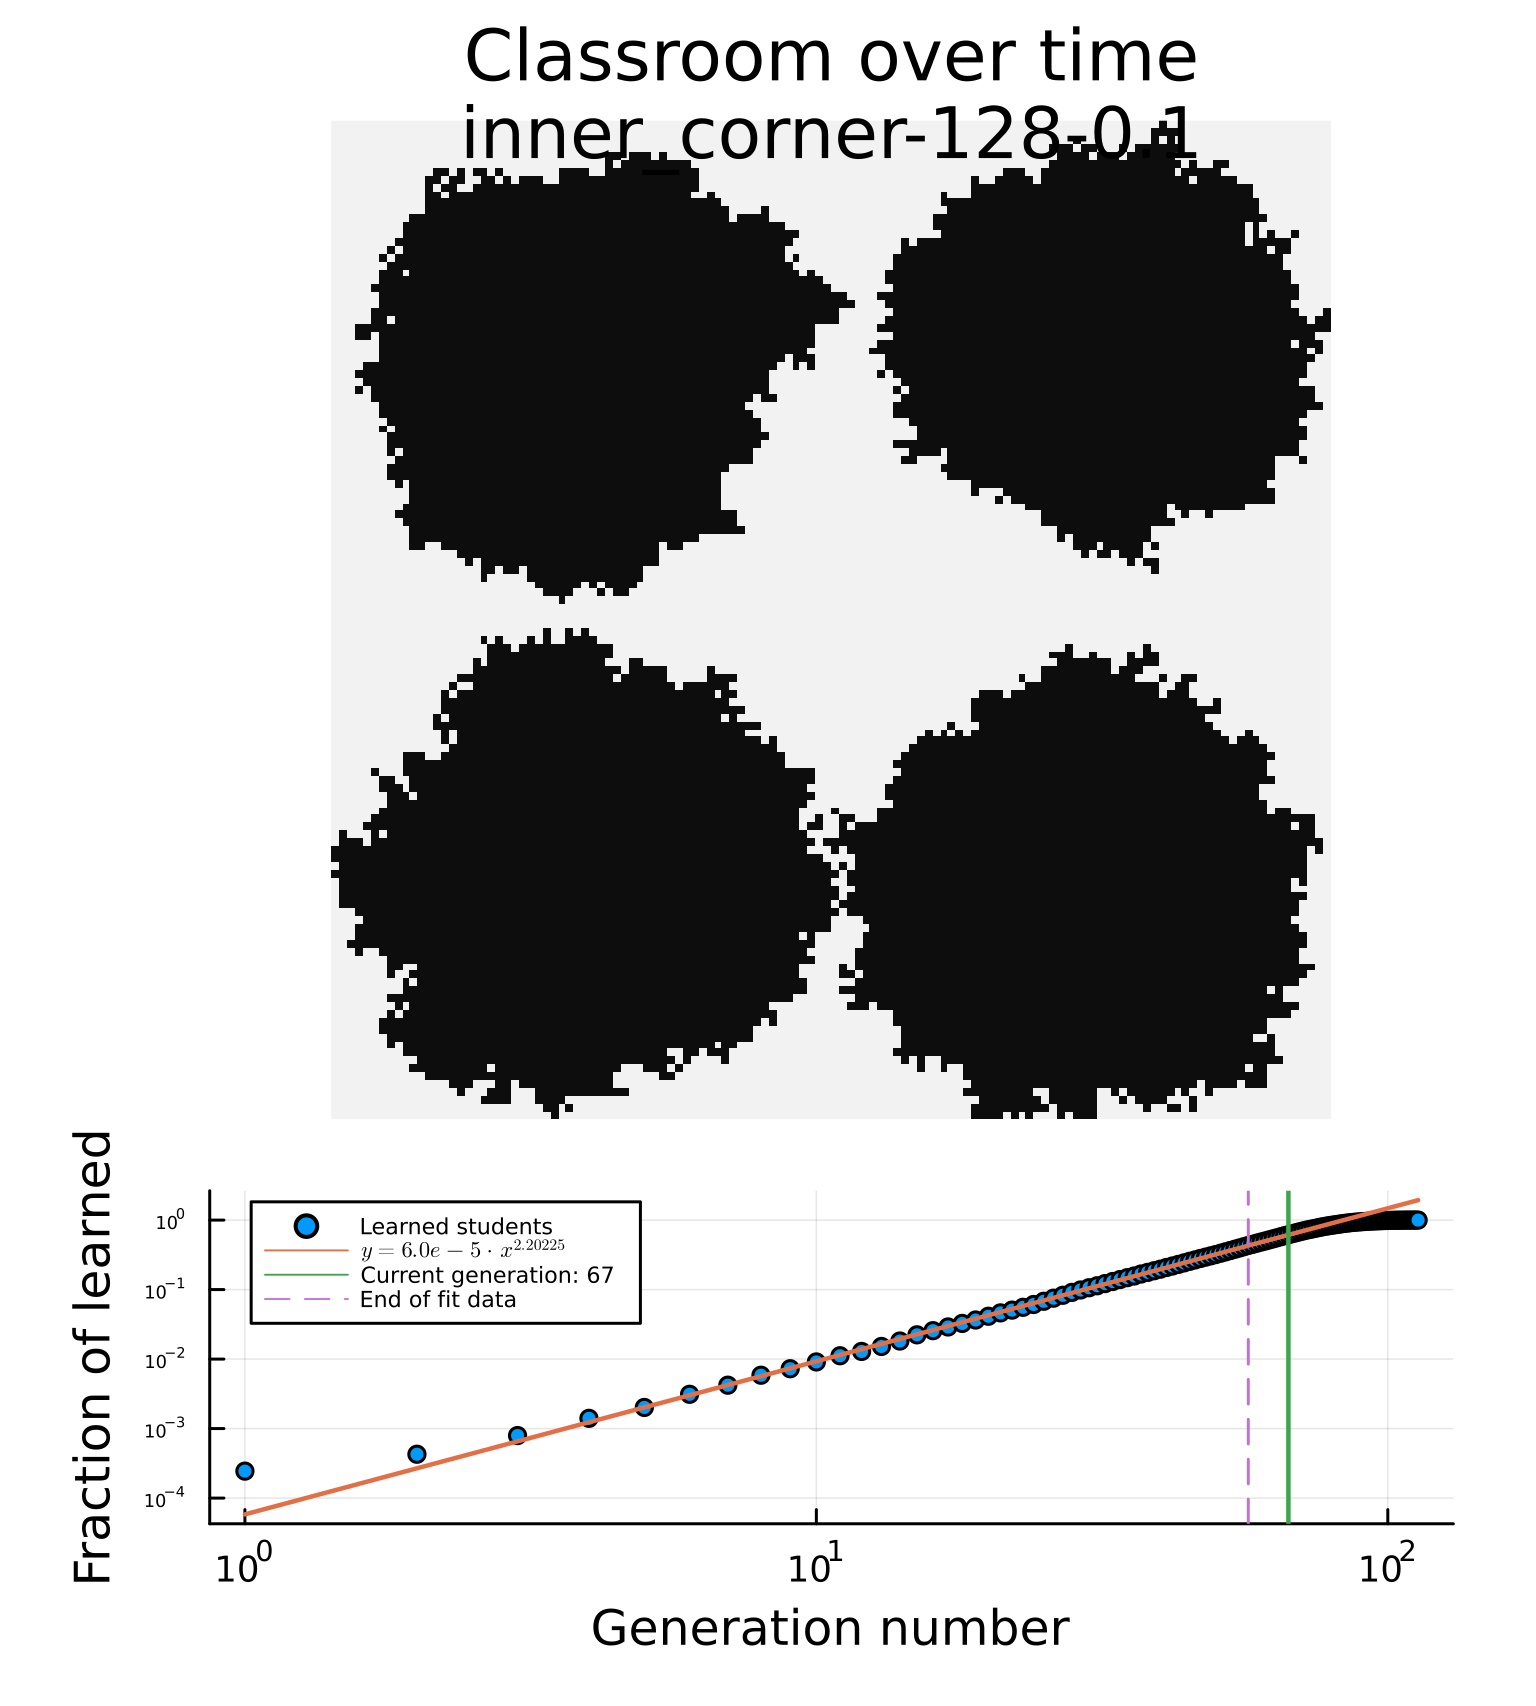 Classroom over time
inner_corner-128-0.1
Fraction of learned
10^0
10^-1
10^-2
10^-3
10^-4
Learned students
y = 6.0e − 5 · x^2.20225
Current generation: 67
End of fit data
10^0 10^1 10^2
Generation number